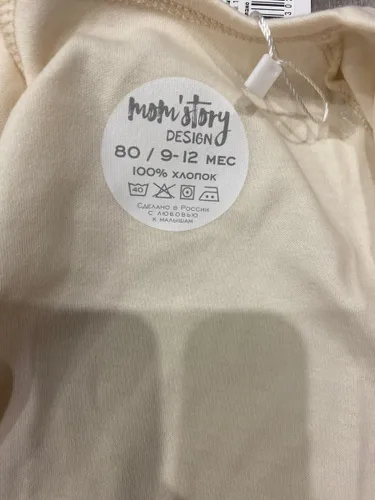 mom'story
DESIGN
80 / 9-12 мес
100% хлопок
40
Сделано в России
с любовью
к малышам